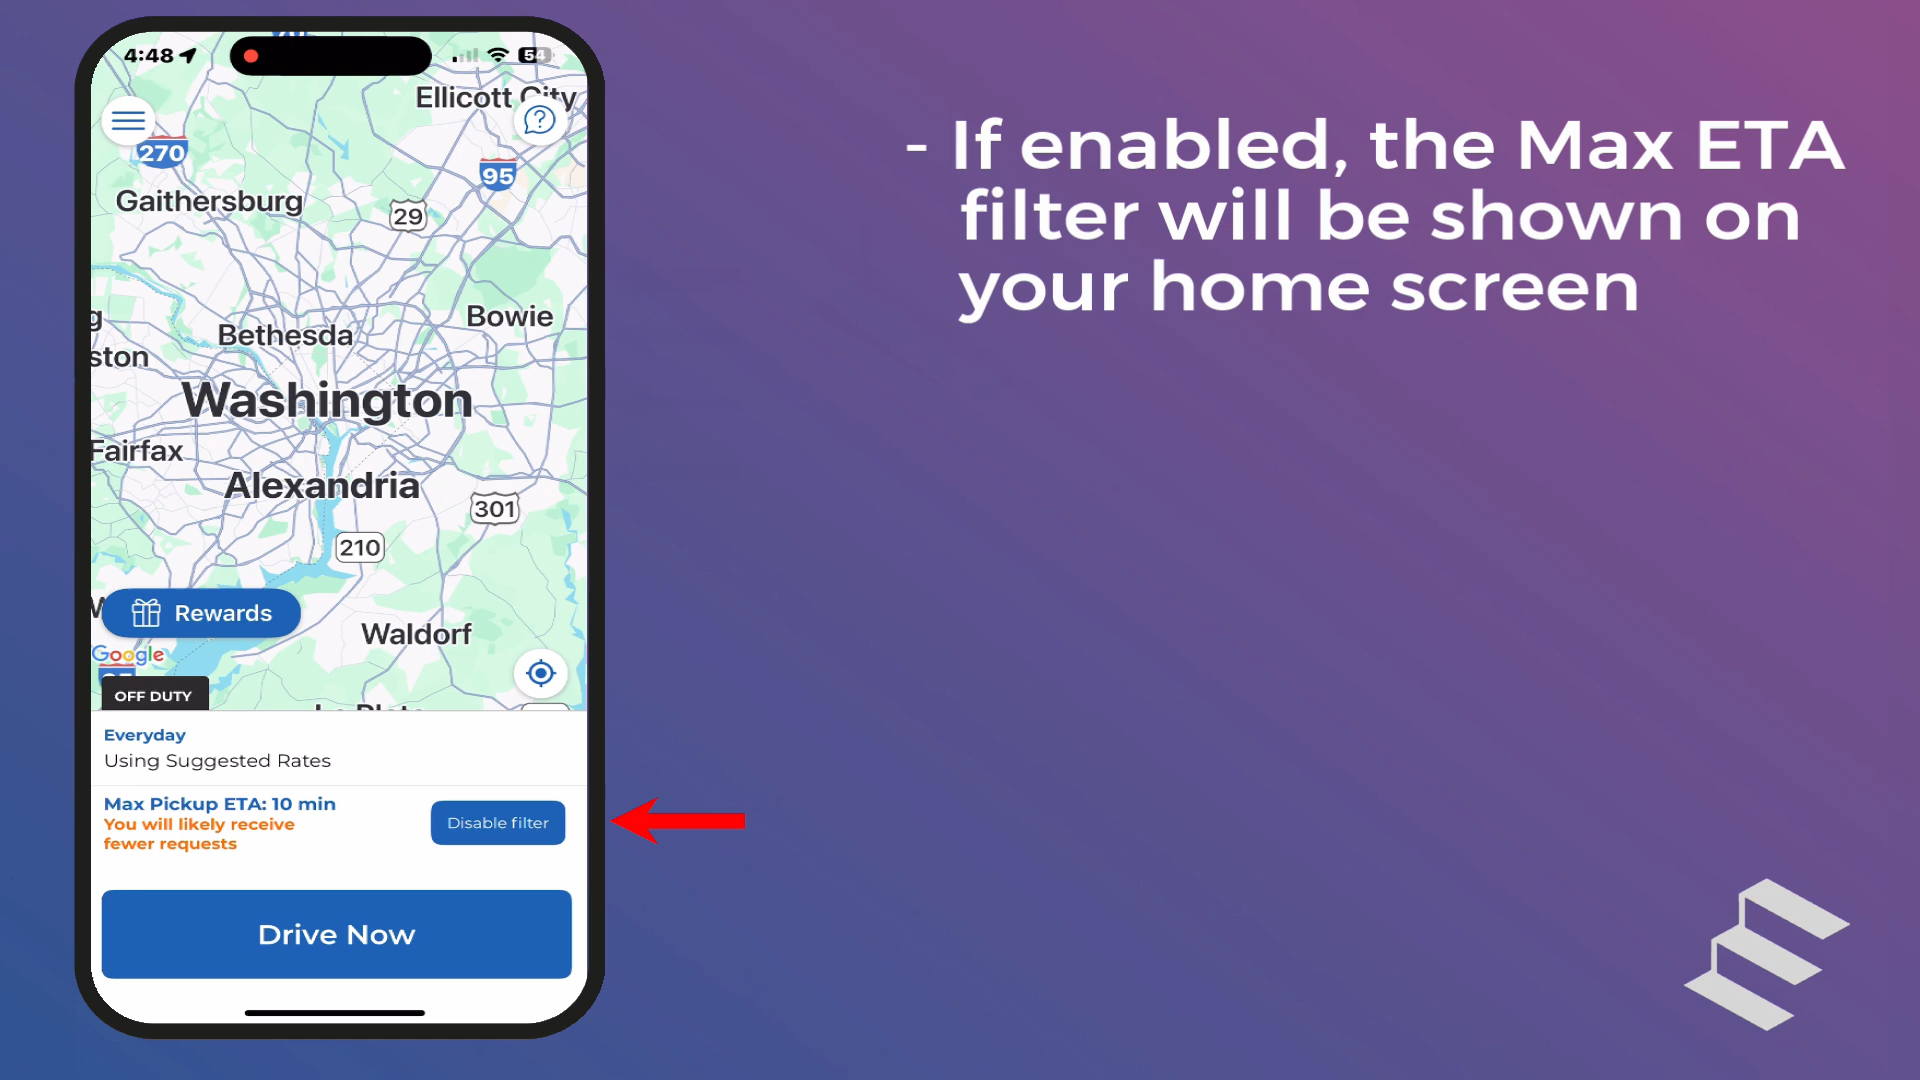 4:48
54
Ellicott City
270
95
Gaithersburg
29
Bowie
Bethesda
ston
Washington
Fairfax
Alexandria
301
210
Rewards
Waldorf
Google
OFF DUTY
Everyday
Using Suggested Rates
Max Pickup ETA: 10 min
You will likely receive
fewer requests
Disable filter
Drive Now
- If enabled, the Max ETA
filter will be shown on
your home screen